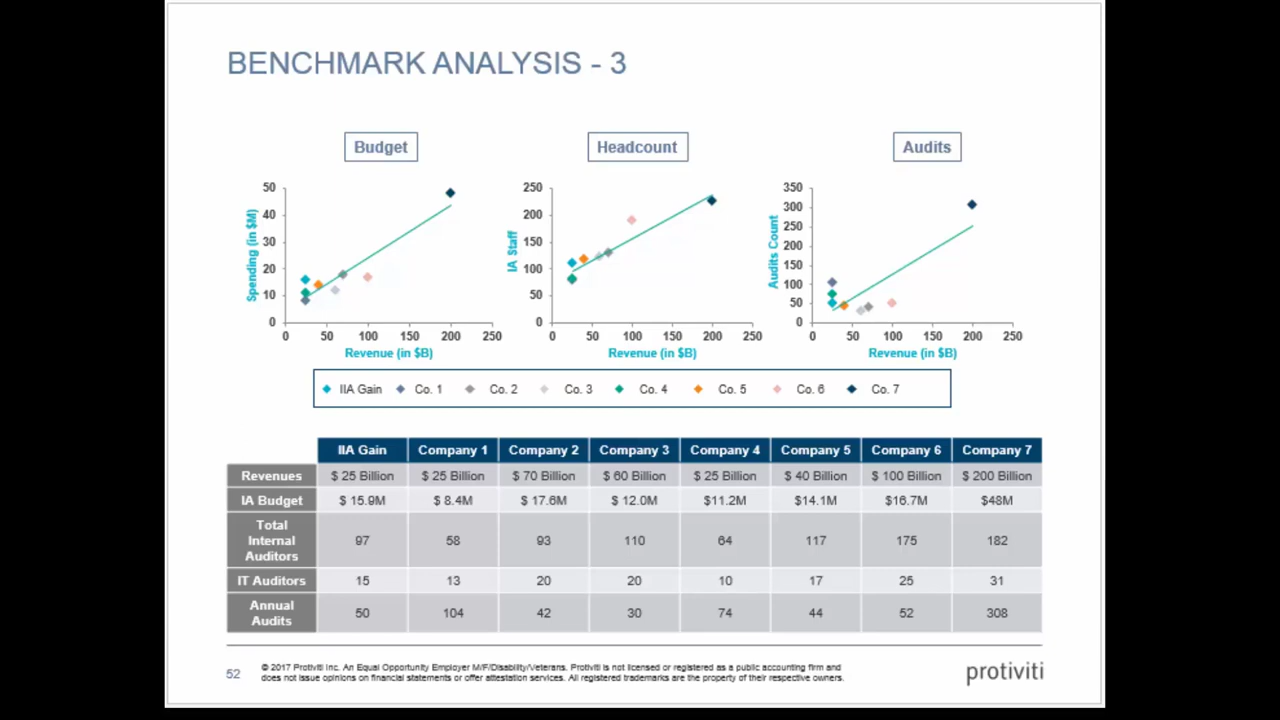 BENCHMARK ANALYSIS - 3
Budget
Headcount
Audits
Spending (in $M)
50
40
30
20
10
0
0 50 100 150 200 250
Revenue (in $B)
IA Staff
250
200
150
100
50
0
0 50 100 150 200 250
Revenue (in $B)
Audits Count
350
300
250
200
150
100
50
0
0 50 100 150 200 250
Revenue (in $B)
IIA Gain Co. 1 Co. 2 Co. 3 Co. 4 Co. 5 Co. 6 Co. 7
IIA Gain Company 1 Company 2 Company 3 Company 4 Company 5 Company 6 Company 7
Revenues $ 25 Billion $ 25 Billion $ 70 Billion $ 60 Billion $ 25 Billion $ 40 Billion $ 100 Billion $ 200 Billion
IA Budget $ 15.9M $ 8.4M $ 17.6M $ 12.0M $11.2M $14.1M $16.7M $48M
Total
Internal 97 58 93 110 64 117 175 182
Auditors
IT Auditors 15 13 20 20 10 17 25 31
Annual
Audits 50 104 42 30 74 44 52 308
52
© 2017 Protiviti Inc. An Equal Opportunity Employer M/F/Disability/Veterans. Protiviti is not licensed or registered as a public accounting firm and
does not issue opinions on financial statements or offer attestation services. All registered trademarks are the property of their respective owners.
protiviti